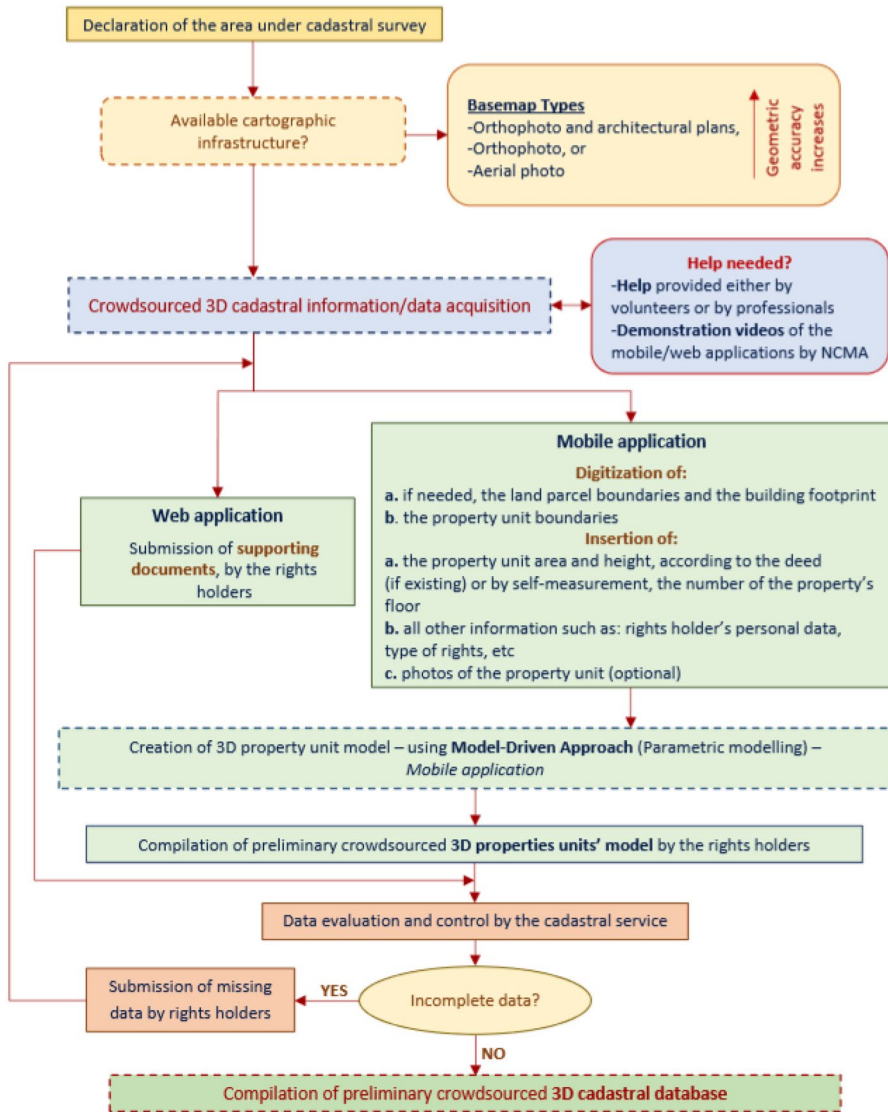 Declaration of the area under cadastral survey
Available cartographic
infrastructure?
Basemap Types
-Orthophoto and architectural plans,
-Orthophoto, or
-Aerial photo
Geometric
accuracy
increases
Crowdsourced 3D cadastral information/data acquisition
Help needed?
-Help provided either by
volunteers or by professionals
-Demonstration videos of the
mobile/web applications by NCMA
Web application
Submission of supporting
documents, by the rights
holders
Mobile application
Digitization of:
a. if needed, the land parcel boundaries and the building footprint
b. the property unit boundaries
Insertion of:
a. the property unit area and height, according to the deed
(if existing) or by self-measurement, the number of the property's
floor
b. all other information such as: rights holder's personal data,
type of rights, etc
c. photos of the property unit (optional)
Creation of 3D property unit model – using Model-Driven Approach (Parametric modelling) –
Mobile application
Compilation of preliminary crowdsourced 3D properties units' model by the rights holders
Data evaluation and control by the cadastral service
Submission of missing
data by rights holders
YES
Incomplete data?
NO
Compilation of preliminary crowdsourced 3D cadastral database